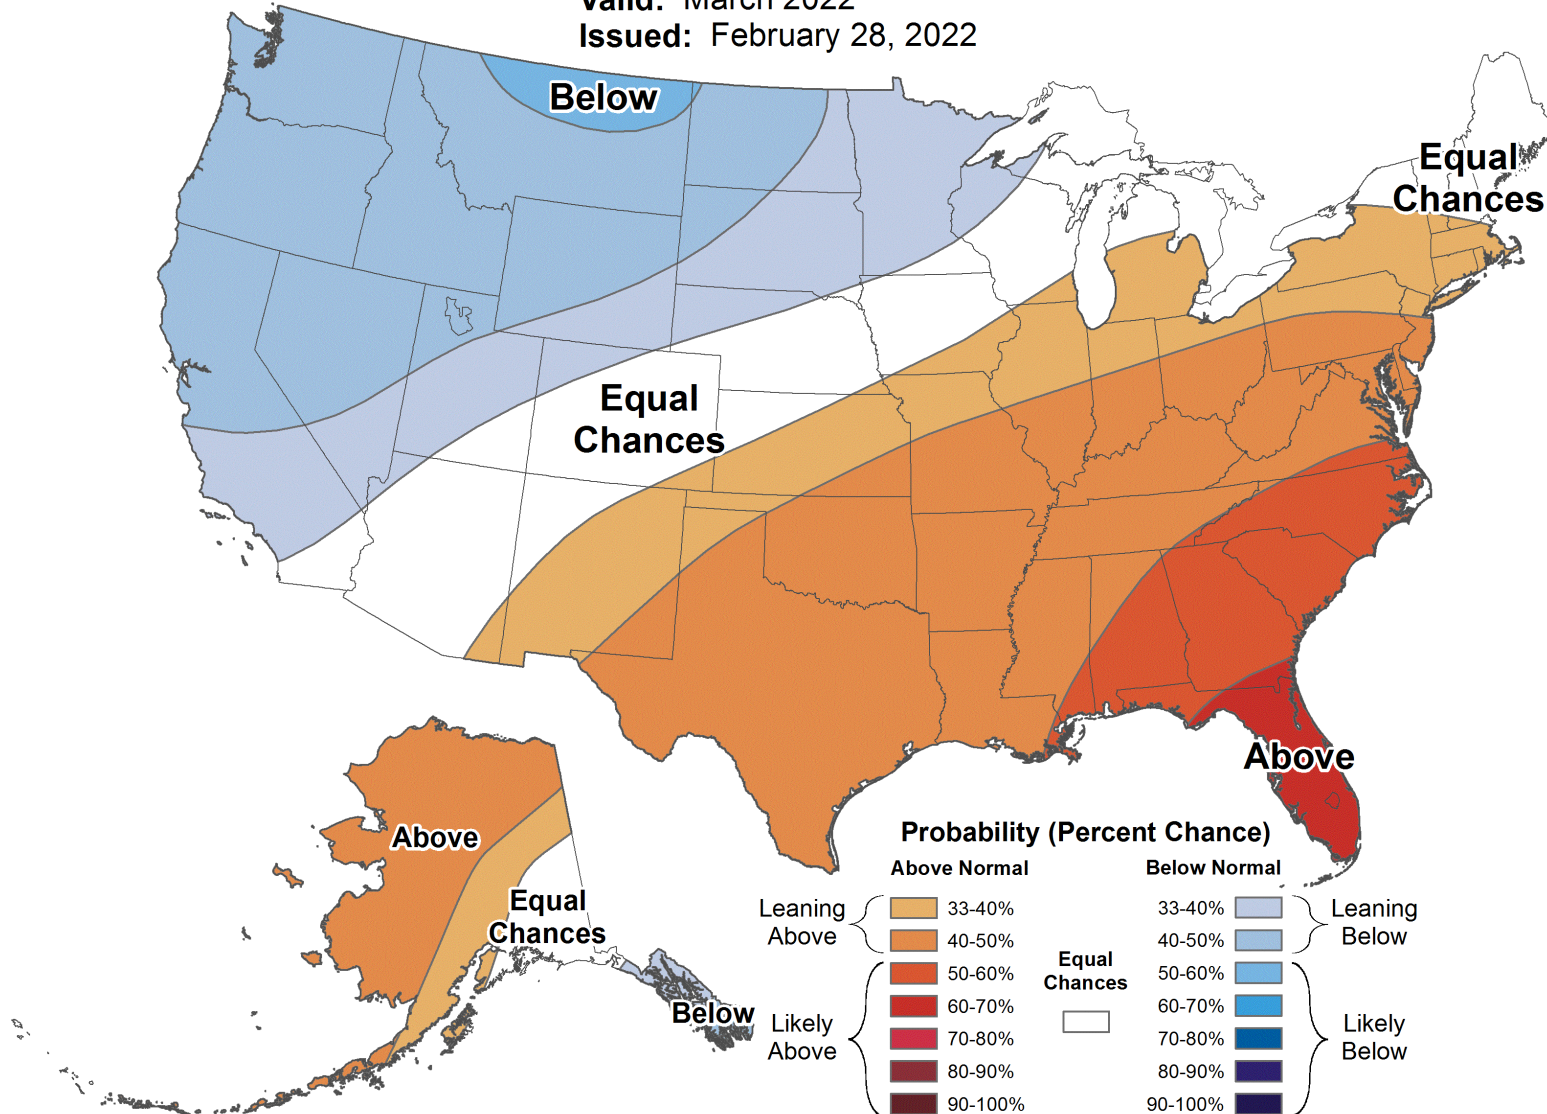 Valid: March 2022
Issued: February 28, 2022
Below
Equal
Chances
Equal
Chances
Above
Above
Equal
Chances
Below
Probability (Percent Chance)
Above Normal
Below Normal
Leaning
Above
33-40%
40-50%
50-60%
60-70%
70-80%
80-90%
90-100%
Likely
Above
Equal
Chances
33-40%
40-50%
50-60%
60-70%
70-80%
80-90%
90-100%
Leaning
Below
Likely
Below